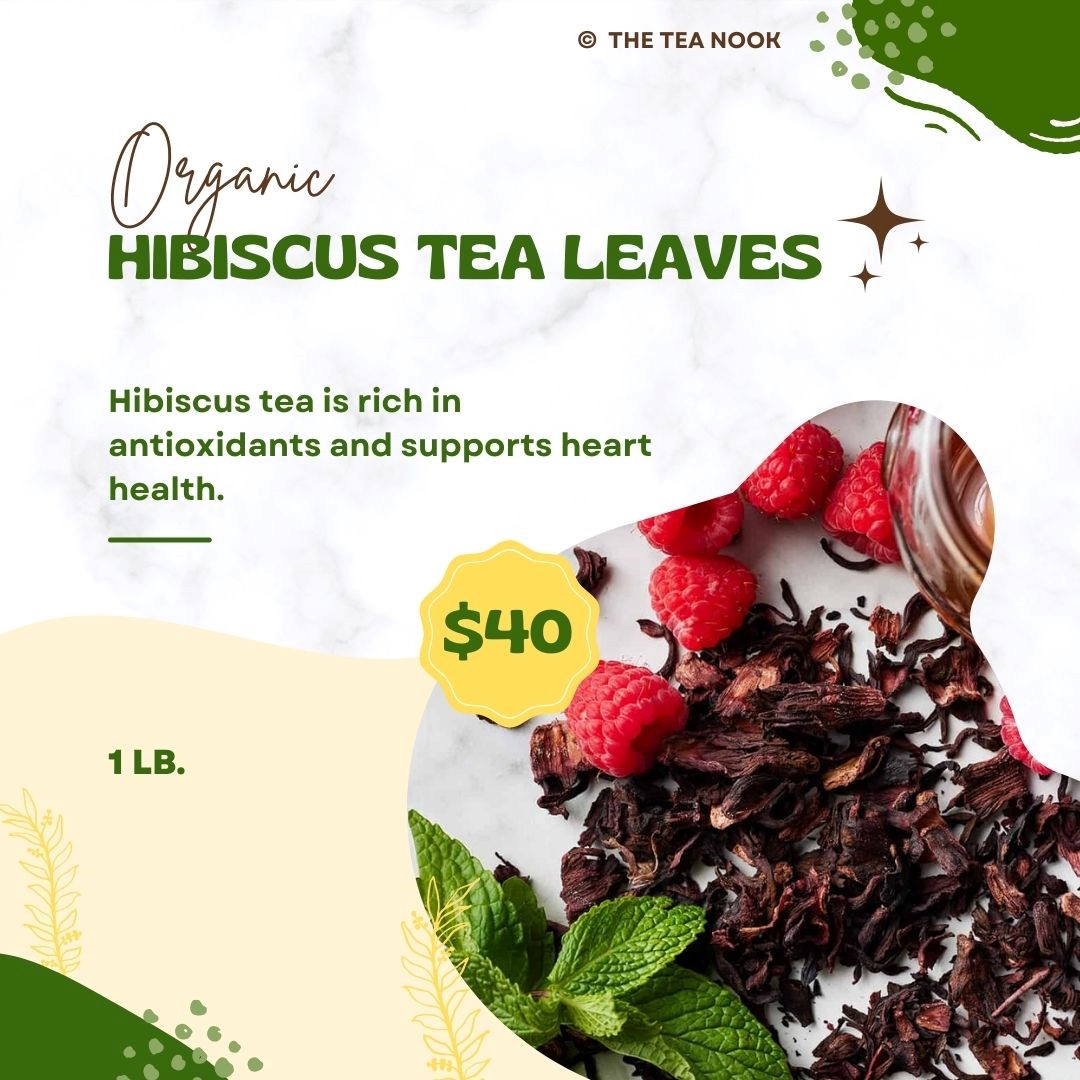 © THE TEA NOOK
Organic
HIBISCUS TEA LEAVES
Hibiscus tea is rich in
antioxidants and supports heart
health.
$40
1 LB.